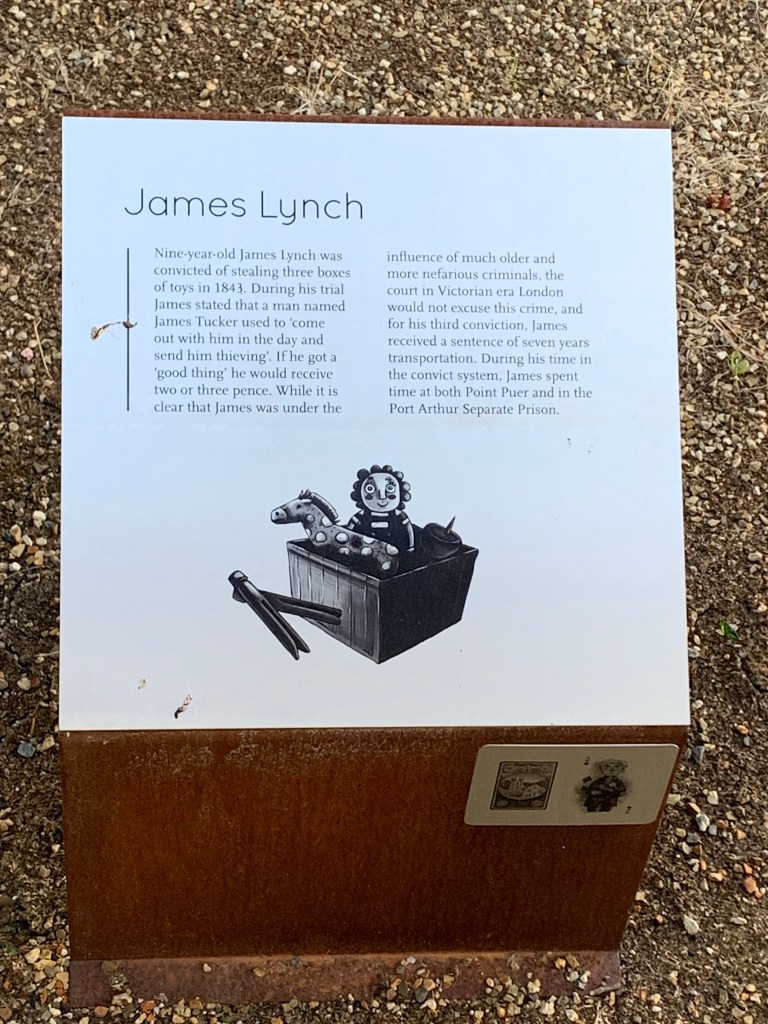 James Lynch
Nine-year-old James Lynch was
convicted of stealing three boxes
of toys in 1843. During his trial
James stated that a man named
James Tucker used to ‘come
out with him in the day and
send him thieving’. If he got a
‘good thing’ he would receive
two or three pence. While it is
clear that James was under the
influence of much older and
more nefarious criminals, the
court in Victorian era London
would not excuse this crime, and
for his third conviction, James
received a sentence of seven years
transportation. During his time in
the convict system, James spent
time at both Point Puer and in the
Port Arthur Separate Prison.